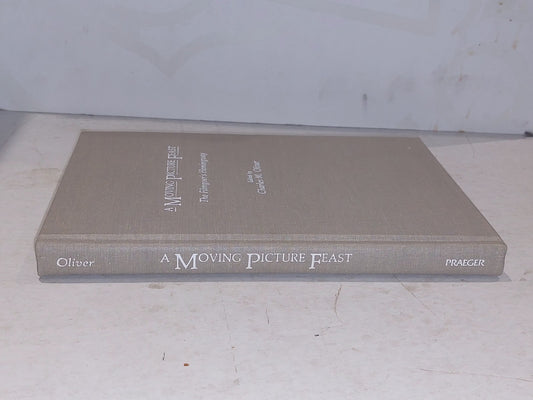 A MOVING PICTURE FEAST
The Filmgoer's Hemingway
Edited by
Charles M. Oliver
Oliver A MOVING PICTURE FEAST PRAEGER